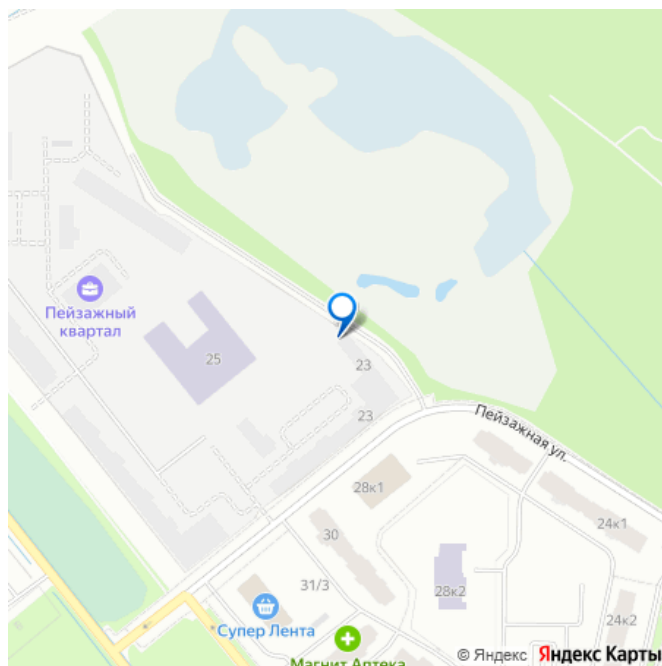 Пейзажный
квартал
25
23
23
Пейзажная ул.
28к1
24к1
30
31/3
28к2
24к2
Супер Лента
Магнит Аптека
© Яндекс Яндекс Карты